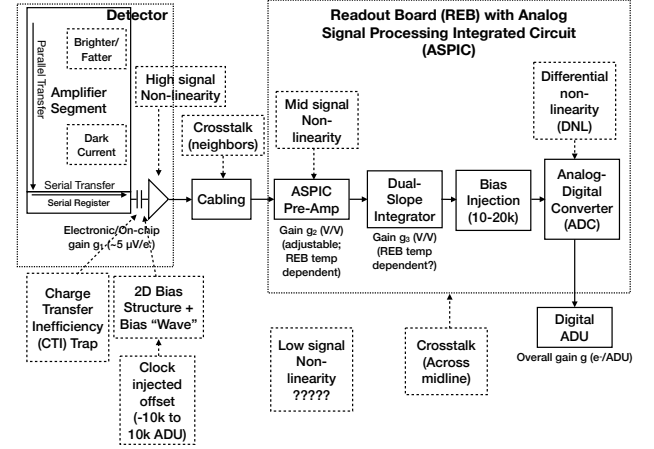 Detector
Parallel Transfer
Brighter/
Fatter
Amplifier
Segment
Dark
Current
Serial Transfer
Serial Register
Electronic/On-chip
gain g₁ (~5 µV/e-)
High signal
Non-linearity
Crosstalk
(neighbors)
Cabling
Charge
Transfer
Inefficiency
(CTI) Trap
2D Bias
Structure +
Bias “Wave”
Clock
injected
offset
(-10k to
10k ADU)
Readout Board (REB) with Analog
Signal Processing Integrated Circuit
(ASPIC)
Mid signal
Non-
linearity
ASPIC
Pre-Amp
Gain g₂ (V/V)
(adjustable;
REB temp
dependent)
Dual-
Slope
Integrator
Gain g₃ (V/V)
(REB temp
dependent?)
Bias
Injection
(10-20k)
Differential
non-
linearity
(DNL)
Analog-
Digital
Converter
(ADC)
Low signal
Non-
linearity
?????
Crosstalk
(Across
midline)
Digital
ADU
Overall gain g (e-/ADU)